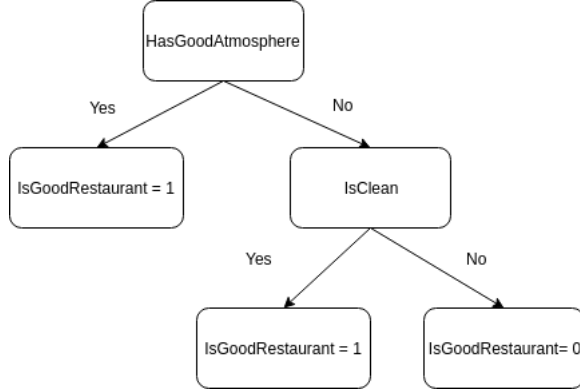 HasGoodAtmosphere
Yes
No
IsGoodRestaurant = 1
IsClean
Yes
No
IsGoodRestaurant = 1
IsGoodRestaurant= 0